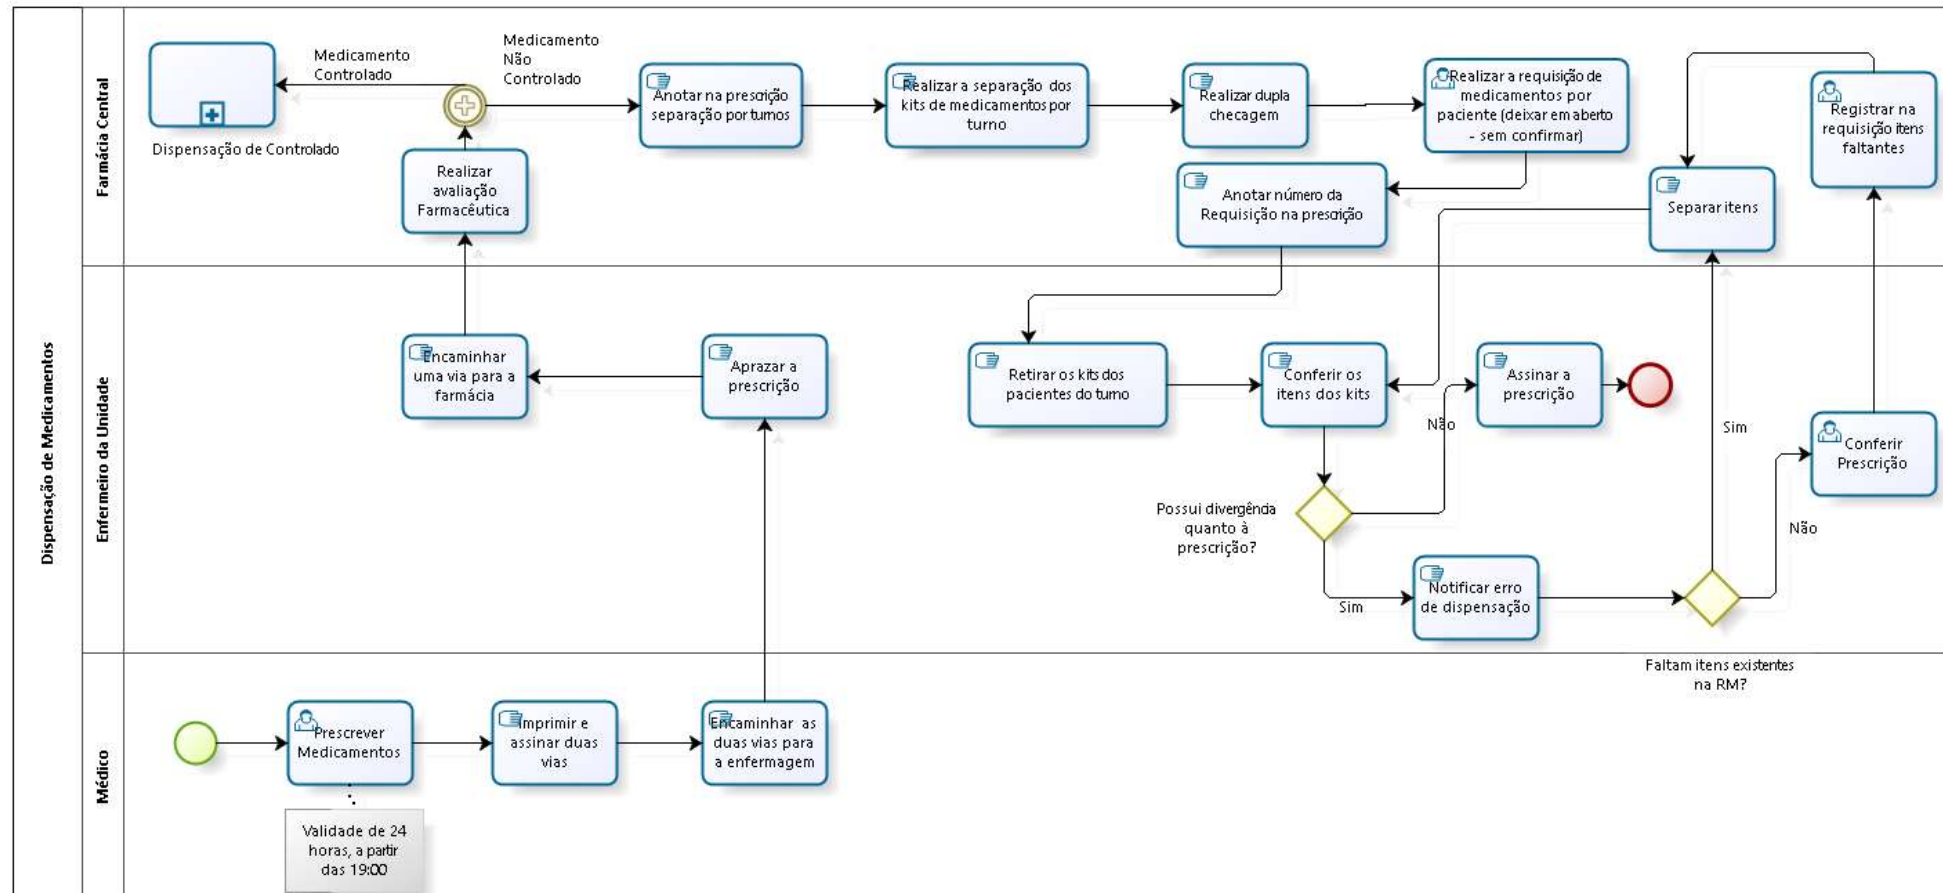 Dispensação de Medicamentos
Farmácia Central
Medicamento
Controlado
Medicamento
Não
Controlado
Dispensação de Controlado
Realizar
avaliação
Farmacêutica
Anotar na prescrição
separação por turnos
Realizar a separação dos
kits de medicamentos por
turno
Realizar dupla
checagem
Realizar a requisição de
medicamentos por
paciente (deixar em aberto
- sem confirmar)
Anotar número da
Requisição na prescrição
Separar itens
Registrar na
requisição itens
faltantes
Enfermeiro da Unidade
Encaminhar
uma via para a
farmácia
Aprazar a
prescrição
Retirar os kits dos
pacientes do turno
Conferir os
itens dos kits
Não
Assinar a
prescrição
Sim
Conferir
Prescrição
Não
Possui divergência
quanto à
prescrição?
Sim
Notificar erro
de dispensação
Faltam itens existentes
na RM?
Médico
Prescrever
Medicamentos
Imprimir e
assinar duas
vias
Encaminhar as
duas vias para
a enfermagem
Validade de 24
horas, a partir
das 19:00